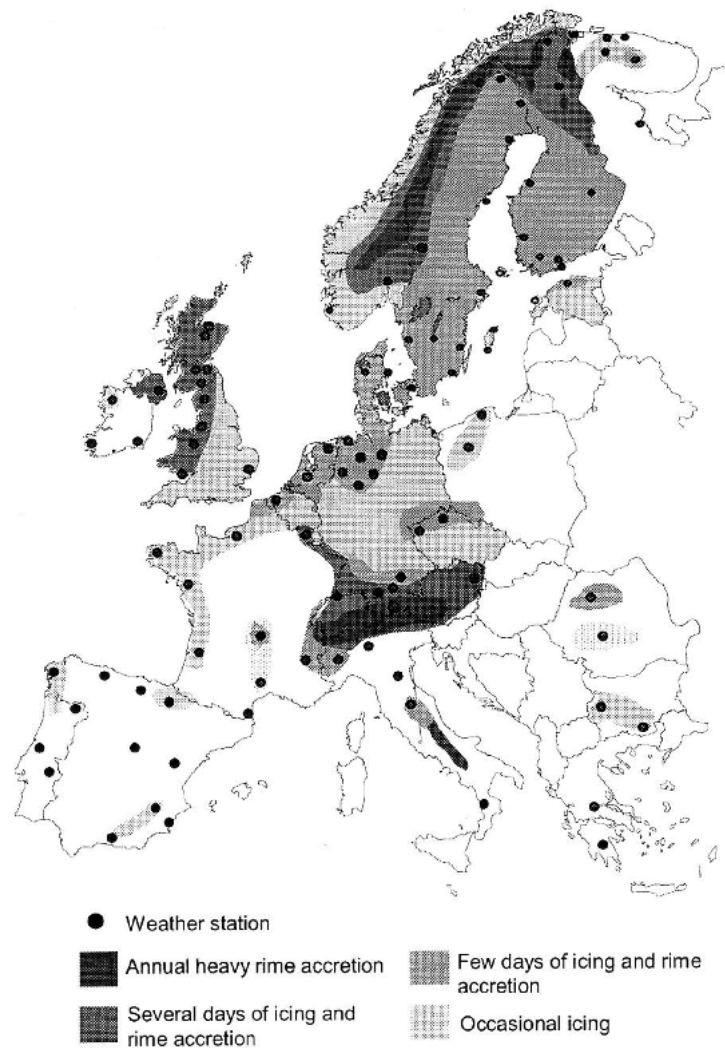 Weather station
Annual heavy rime accretion
Several days of icing and
rime accretion
Few days of icing and rime
accretion
Occasional icing